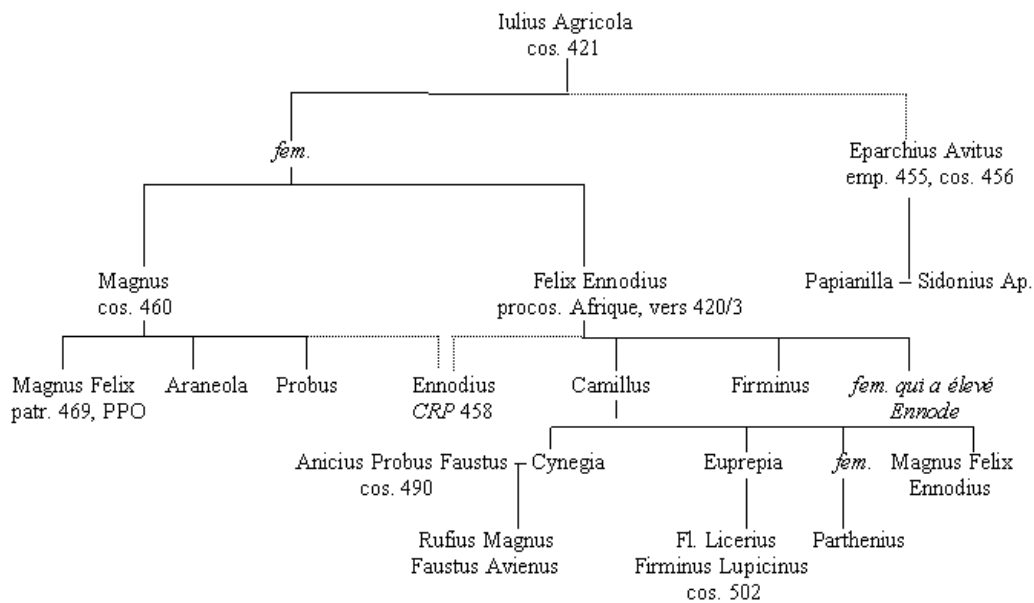 Iulius Agricola
cos. 421
fem.
Eparchius Avitus
emp. 455, cos. 456
Magnus
cos. 460
Felix Ennodius
procos. Afrique, vers 420/3
Papianilla – Sidonius Ap.
Magnus Felix
patr. 469, PPO
Araneola
Probus
Ennodius
CRP 458
Camillus
Firminus
fem. qui a élevé
Ennode
Anicius Probus Faustus
cos. 490
Cynegia
Euprepia
fem.
Magnus Felix
Ennodius
Rufius Magnus
Faustus Avienus
Fl. Licerius
Firminus Lupicinus
cos. 502
Parthenius